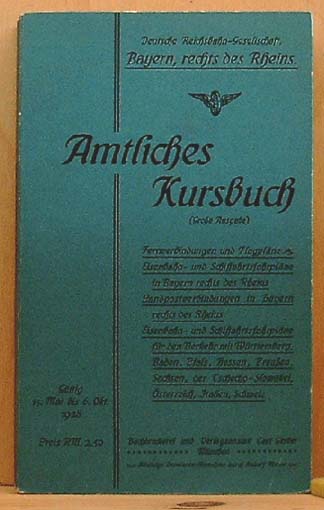 Deutsche Reichsbahn-Gesellschaft.
Bayern, rechts des Rheins.
Amtliches
Kursbuch
(Große Ausgabe)
Fernverbindungen und Flugpläne
Eisenbahn- und Schiffahrtsfahrpläne
in Bayern rechts des Rheins
Landpostverbindungen in Bayern
rechts des Rheins
Eisenbahn- und Schiffahrtsfahrpläne
für den Verkehr mit Württemberg,
Baden, Pfalz, Hessen, Preußen,
Sachsen, der Tschecho-Slowakei,
Österreich, Italien, Schweiz
Gültig
15. Mai bis 6. Okt.
1928
Preis RM. 2,50
Buchdruckerei und Verlagsanstalt Carl Gerber
München